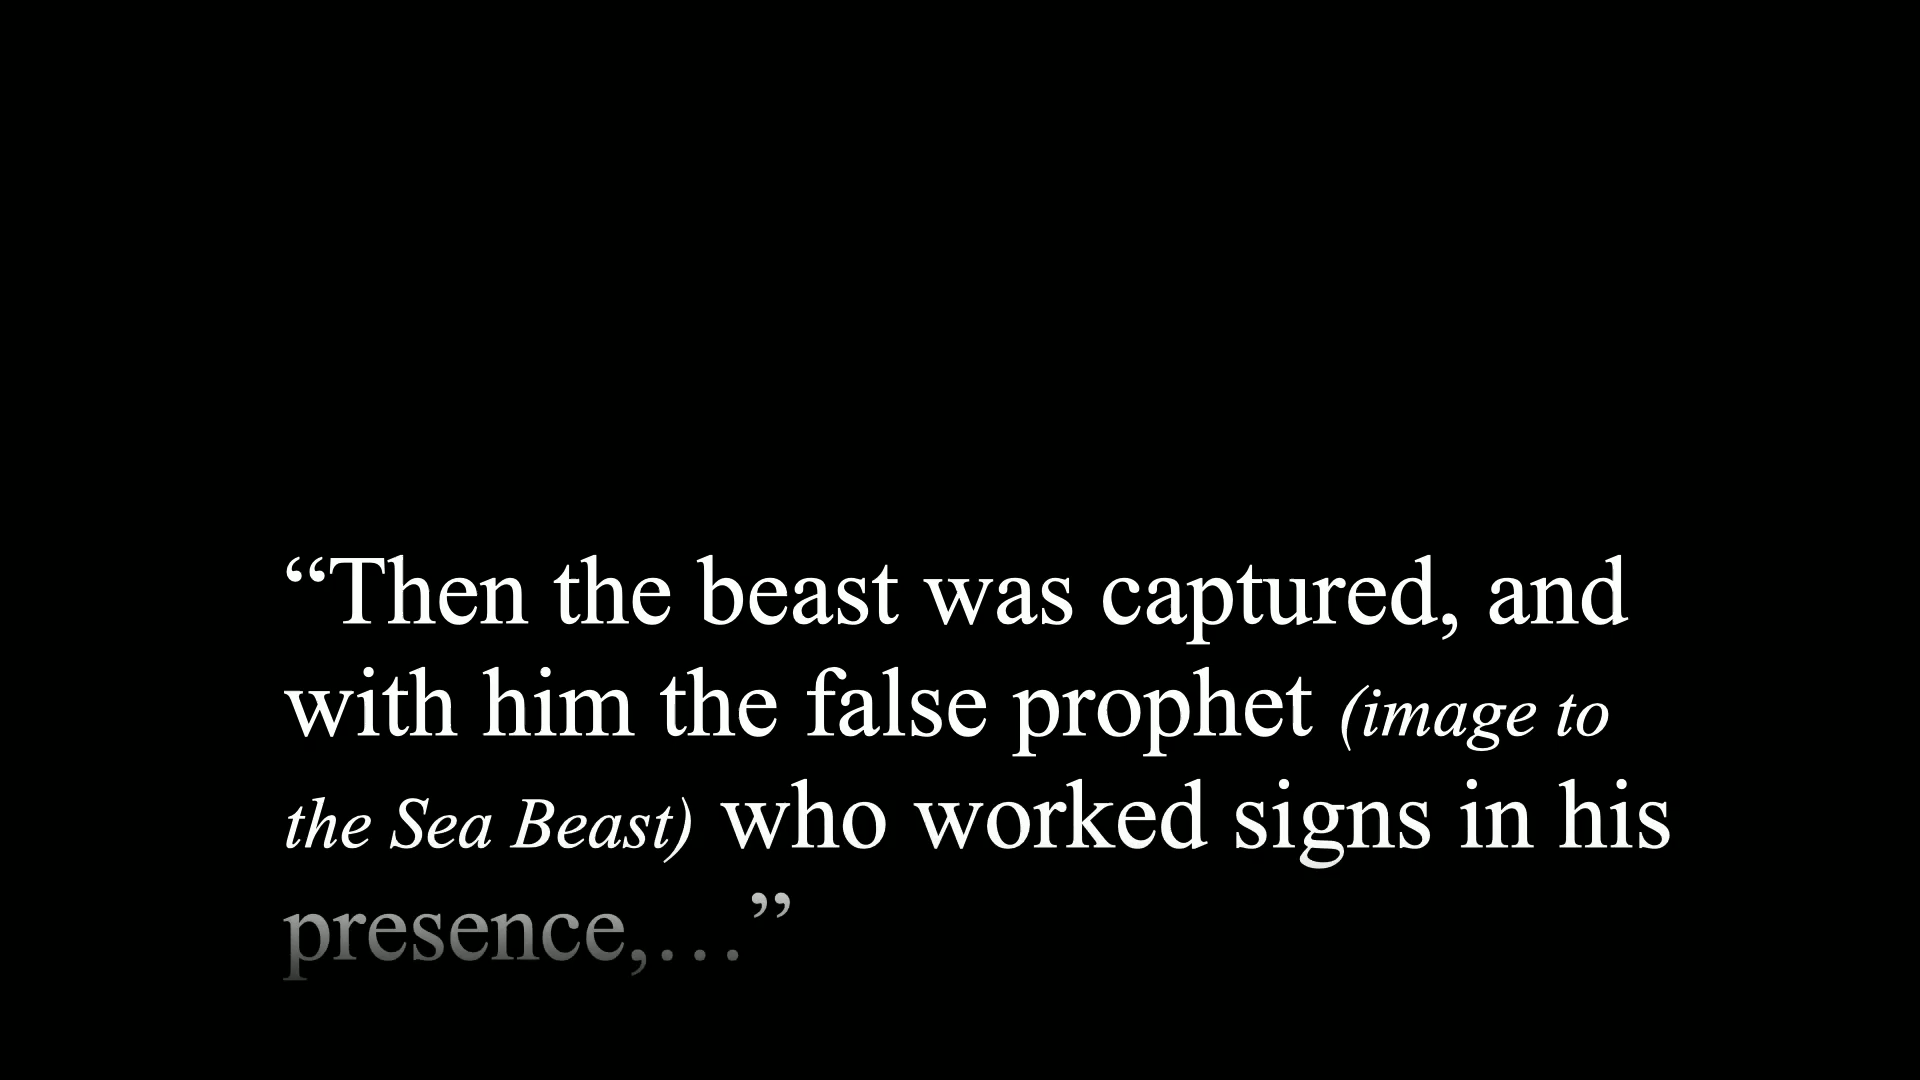 “Then the beast was captured, and
with him the false prophet (image to
the Sea Beast) who worked signs in his
presence,…”